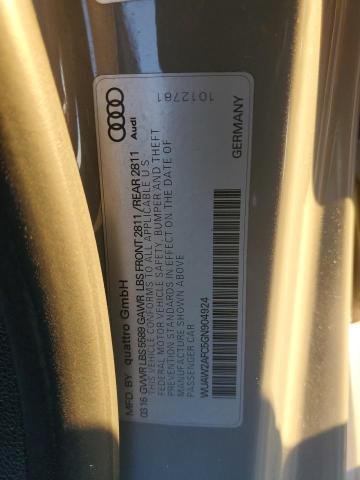 MFD. BY quattro GmbH
03.16 GVWR LBS 5589 GAWR LBS FRONT 2811 / REAR 2811
THIS VEHICLE CONFORMS TO ALL APPLICABLE U S
FEDERAL MOTOR VEHICLE SAFETY, BUMPER AND THEFT
PREVENTION STANDARDS IN EFFECT ON THE DATE OF
MANUFACTURE SHOWN ABOVE
PASSENGER CAR
WUAW2AFC5GN904924
GERMANY
Audi
1012781